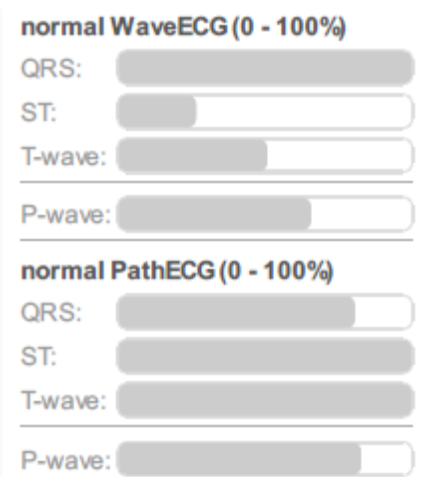 normal WaveECG (0 - 100%)
QRS:
ST:
T-wave:
P-wave:
normal PathECG (0 - 100%)
QRS:
ST:
T-wave:
P-wave: